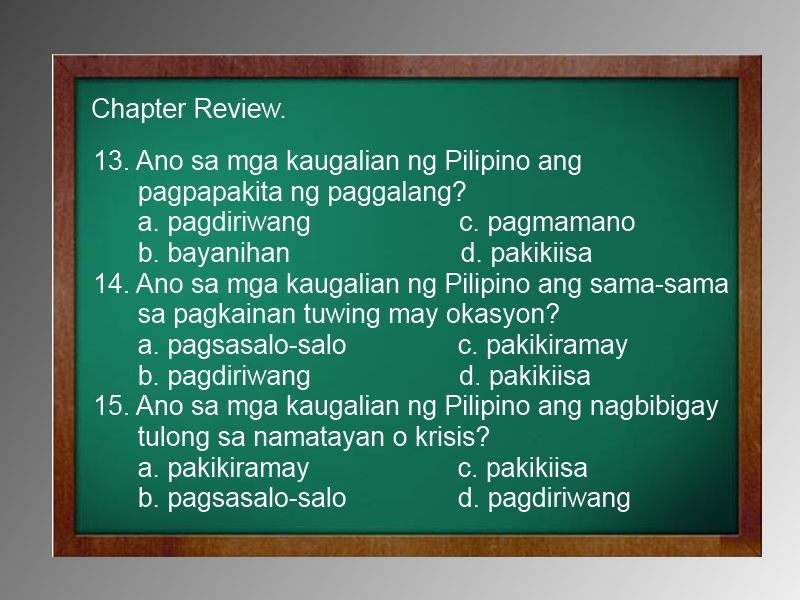 Chapter Review.
13. Ano sa mga kaugalian ng Pilipino ang
pagpapakita ng paggalang?
a. pagdiriwang c. pagmamano
b. bayanihan d. pakikiisa
14. Ano sa mga kaugalian ng Pilipino ang sama-sama
sa pagkainan tuwing may okasyon?
a. pagsasalo-salo c. pakikiramay
b. pagdiriwang d. pakikiisa
15. Ano sa mga kaugalian ng Pilipino ang nagbibigay
tulong sa namatayan o krisis?
a. pakikiramay c. pakikiisa
b. pagsasalo-salo d. pagdiriwang